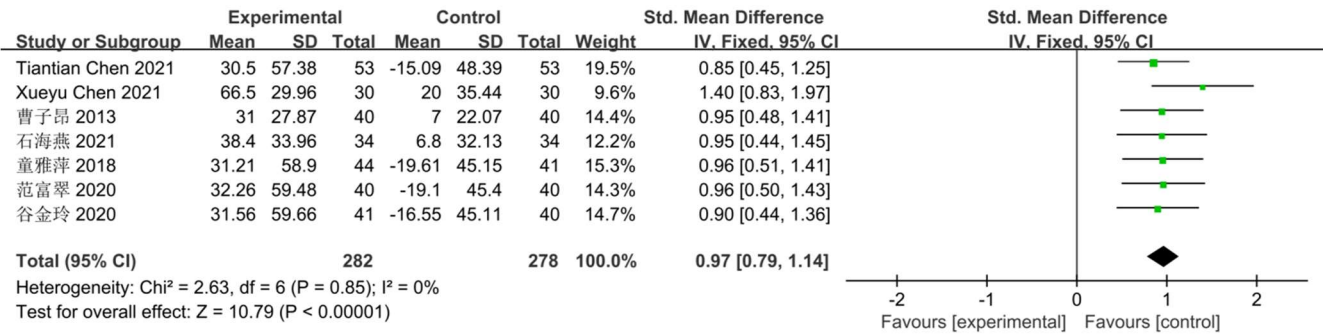 Experimental Control Std. Mean Difference Std. Mean Difference
Study or Subgroup Mean SD Total Mean SD Total Weight IV, Fixed, 95% CI IV, Fixed, 95% CI
Tiantian Chen 2021 30.5 57.38 53 -15.09 48.39 53 19.5% 0.85 [0.45, 1.25]
Xueyu Chen 2021 66.5 29.96 30 20 35.44 30 9.6% 1.40 [0.83, 1.97]
曹子昂 2013 31 27.87 40 7 22.07 40 14.4% 0.95 [0.48, 1.41]
石海燕 2021 38.4 33.96 34 6.8 32.13 34 12.2% 0.95 [0.44, 1.45]
童雅萍 2018 31.21 58.9 44 -19.61 45.15 41 15.3% 0.96 [0.51, 1.41]
范富翠 2020 32.26 59.48 40 -19.1 45.4 40 14.3% 0.96 [0.50, 1.43]
谷金玲 2020 31.56 59.66 41 -16.55 45.11 40 14.7% 0.90 [0.44, 1.36]
Total (95% CI) 282 278 100.0% 0.97 [0.79, 1.14]
Heterogeneity: Chi² = 2.63, df = 6 (P = 0.85); I² = 0%
Test for overall effect: Z = 10.79 (P < 0.00001)
-2 -1 0 1 2
Favours [experimental] Favours [control]